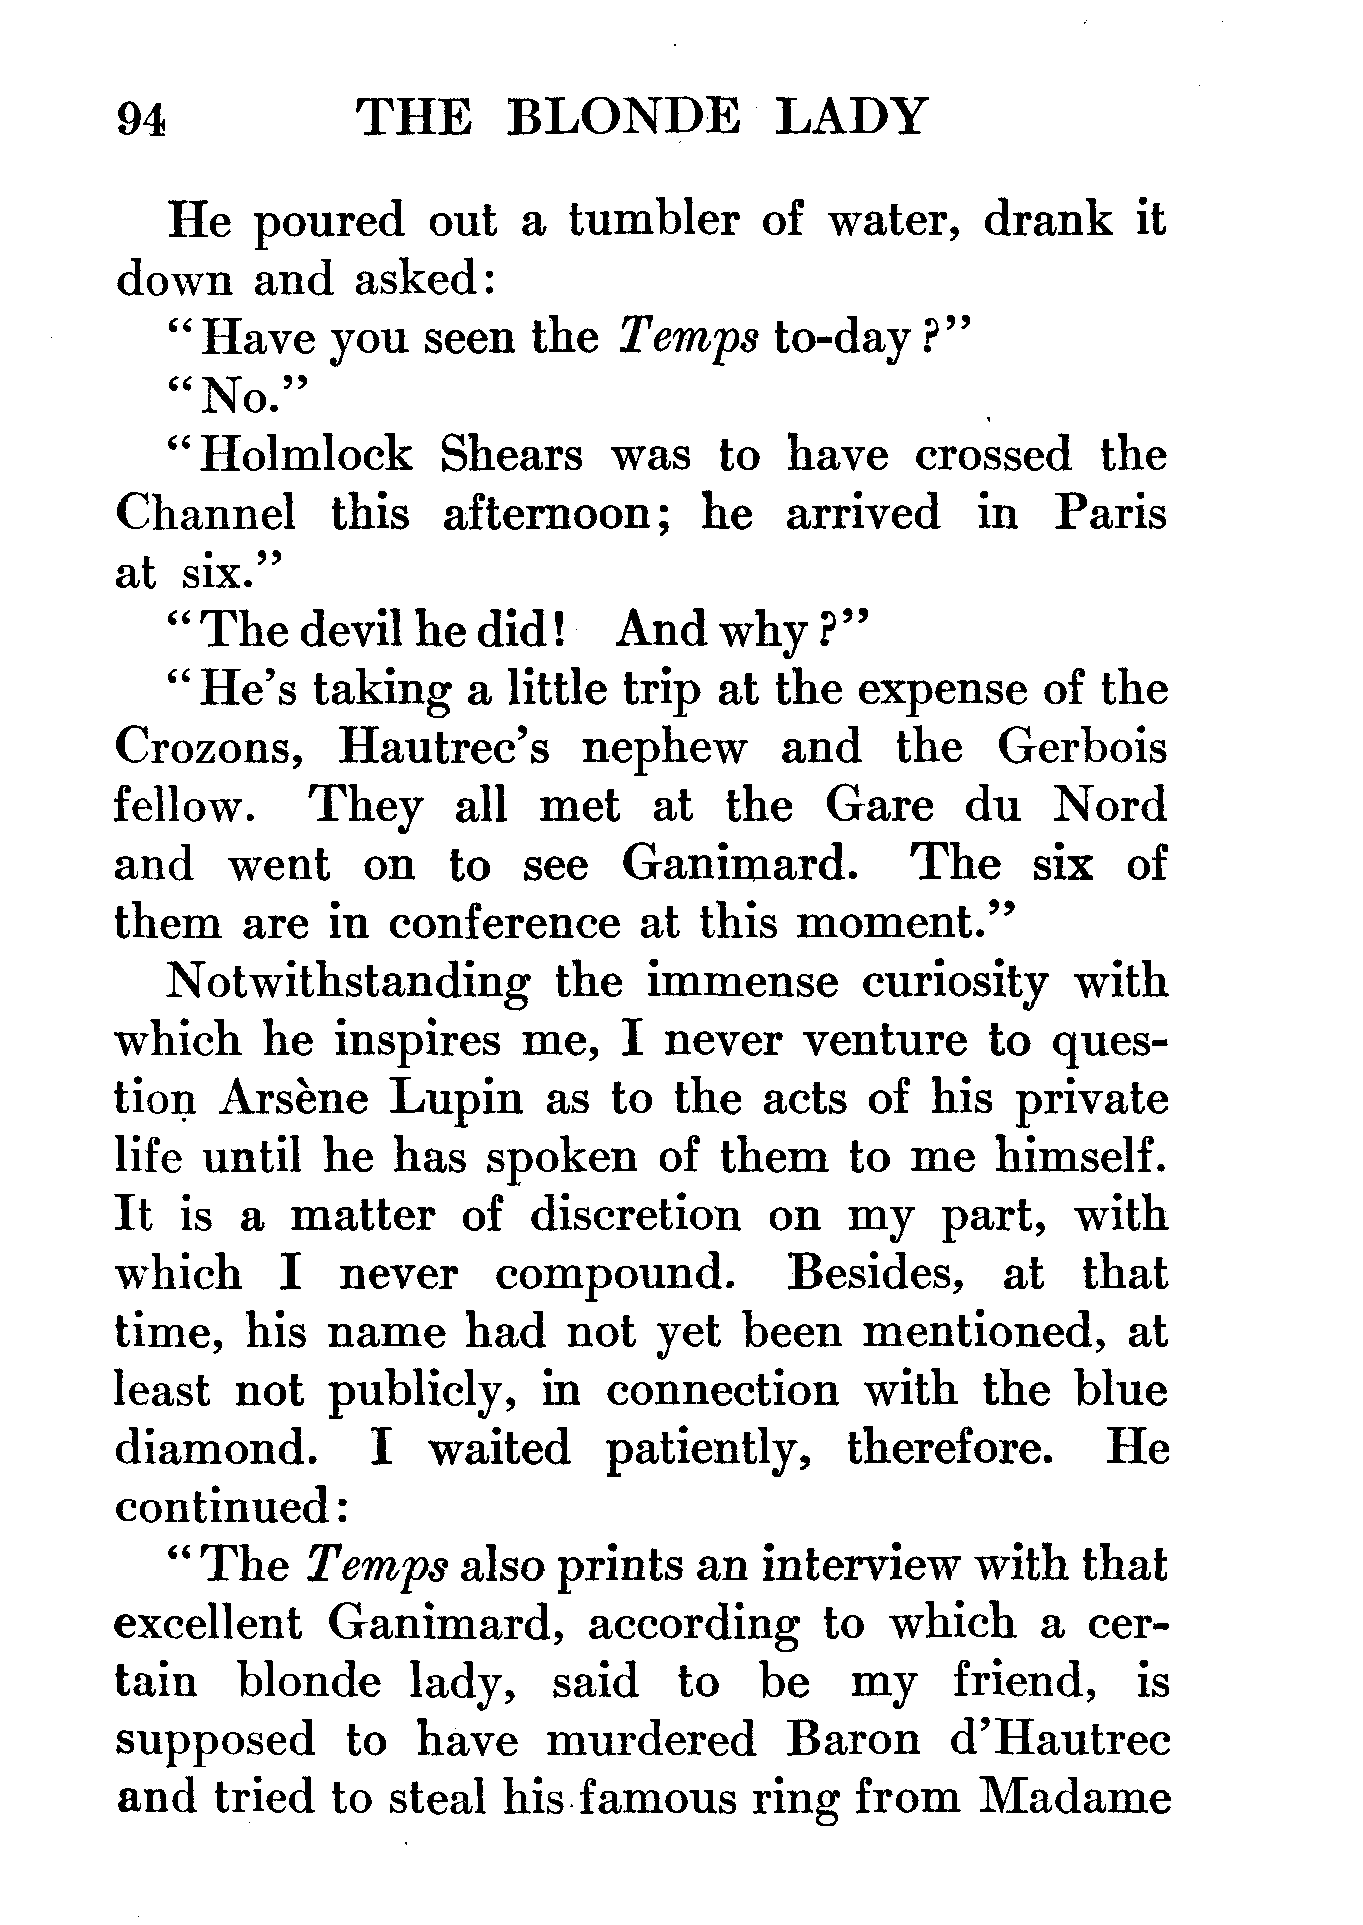 94 THE BLONDE LADY
He poured out a tumbler of water, drank it
down and asked:
“Have you seen the Temps to-day?”
“No.”
“Holmlock Shears was to have crossed the
Channel this afternoon; he arrived in Paris
at six.”
“The devil he did! And why?”
“He’s taking a little trip at the expense of the
Crozons, Hautrec’s nephew and the Gerbois
fellow. They all met at the Gare du Nord
and went on to see Ganimard. The six of
them are in conference at this moment.”
Notwithstanding the immense curiosity with
which he inspires me, I never venture to ques-
tion Arsène Lupin as to the acts of his private
life until he has spoken of them to me himself.
It is a matter of discretion on my part, with
which I never compound. Besides, at that
time, his name had not yet been mentioned, at
least not publicly, in connection with the blue
diamond. I waited patiently, therefore. He
continued:
“The Temps also prints an interview with that
excellent Ganimard, according to which a cer-
tain blonde lady, said to be my friend, is
supposed to have murdered Baron d’Hautrec
and tried to steal his famous ring from Madame